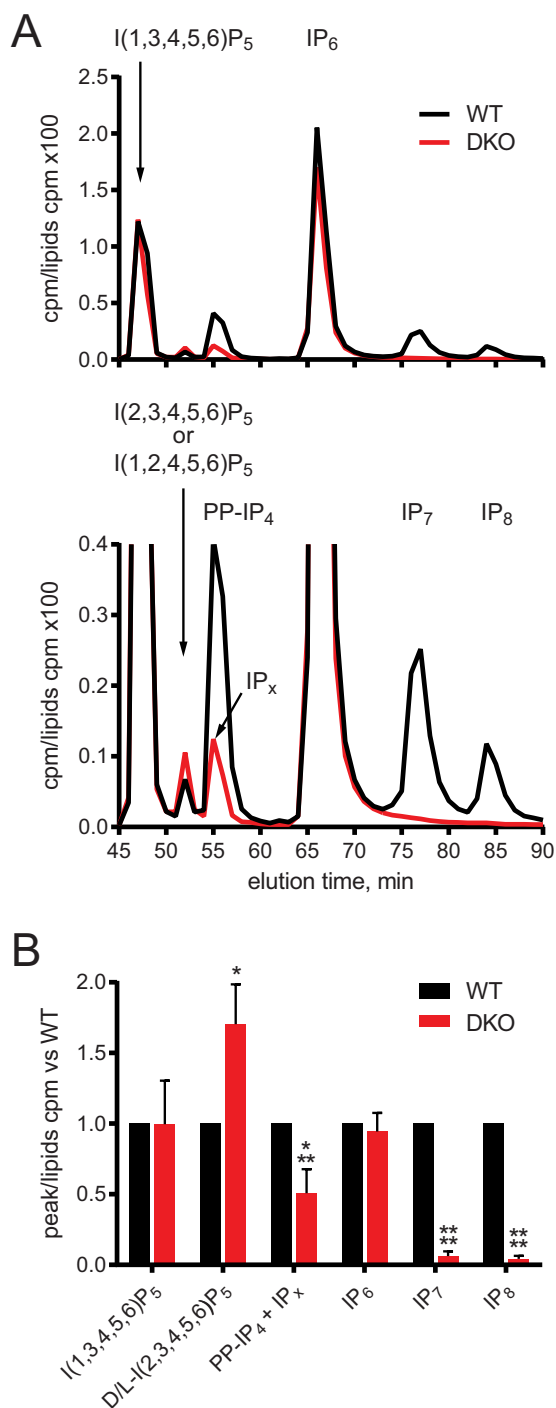 A
I(1,3,4,5,6)P₅
IP₆
WT
DKO
cpm/lipids cpm x100
2.5
2.0
1.5
1.0
0.5
0.0
I(2,3,4,5,6)P₅
or
I(1,2,4,5,6)P₅
PP-IP₄
IP₇
IP₈
IPₓ
cpm/lipids cpm x100
0.4
0.3
0.2
0.1
0.0
45 50 55 60 65 70 75 80 85 90
elution time, min
B
WT
DKO
peak/lipids cpm vs WT
2.0
1.5
1.0
0.5
0.0
*
*
**
**
**
**
**
I(1,3,4,5,6)P₅
D/L-I(2,3,4,5,6)P₅
PP-IP₄ + IPₓ
IP₆
IP₇
IP₈